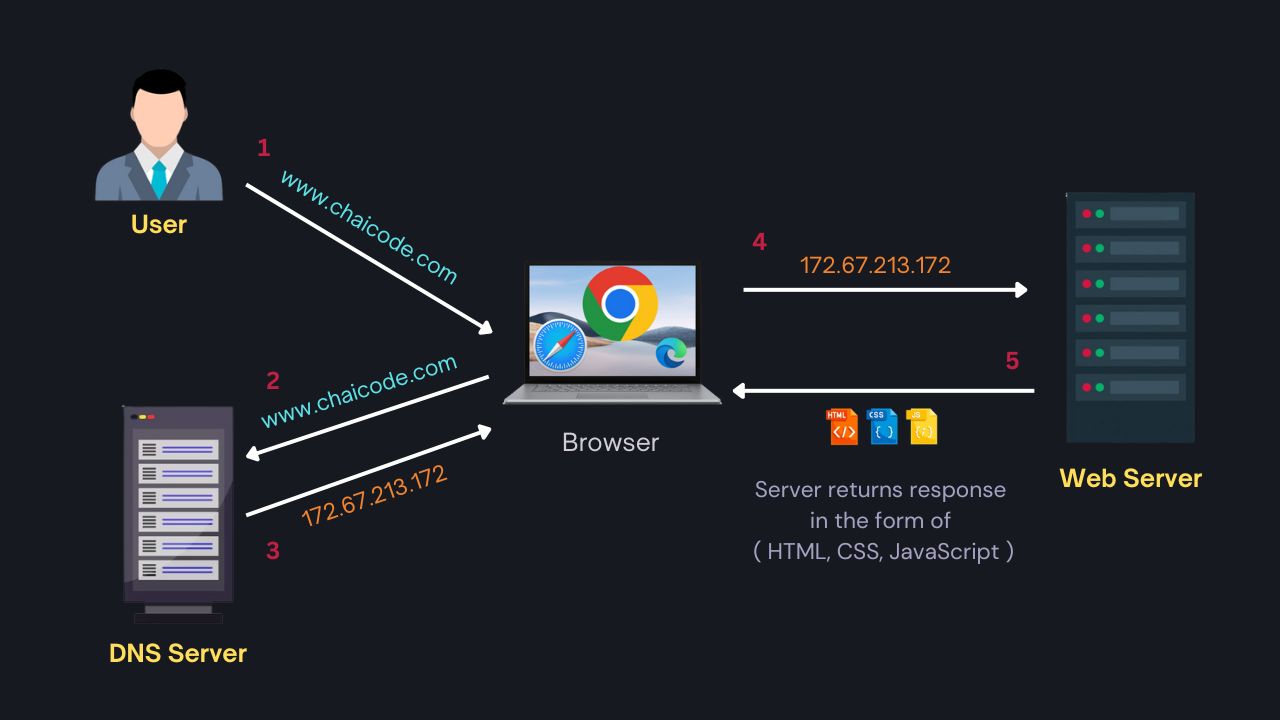 1
www.chaicode.com
User
4
172.67.213.172
2
www.chaicode.com
5
HTML
CSS
JS
</>
{ }
Browser
172.67.213.172
3
Web Server
Server returns response
in the form of
( HTML, CSS, JavaScript )
DNS Server